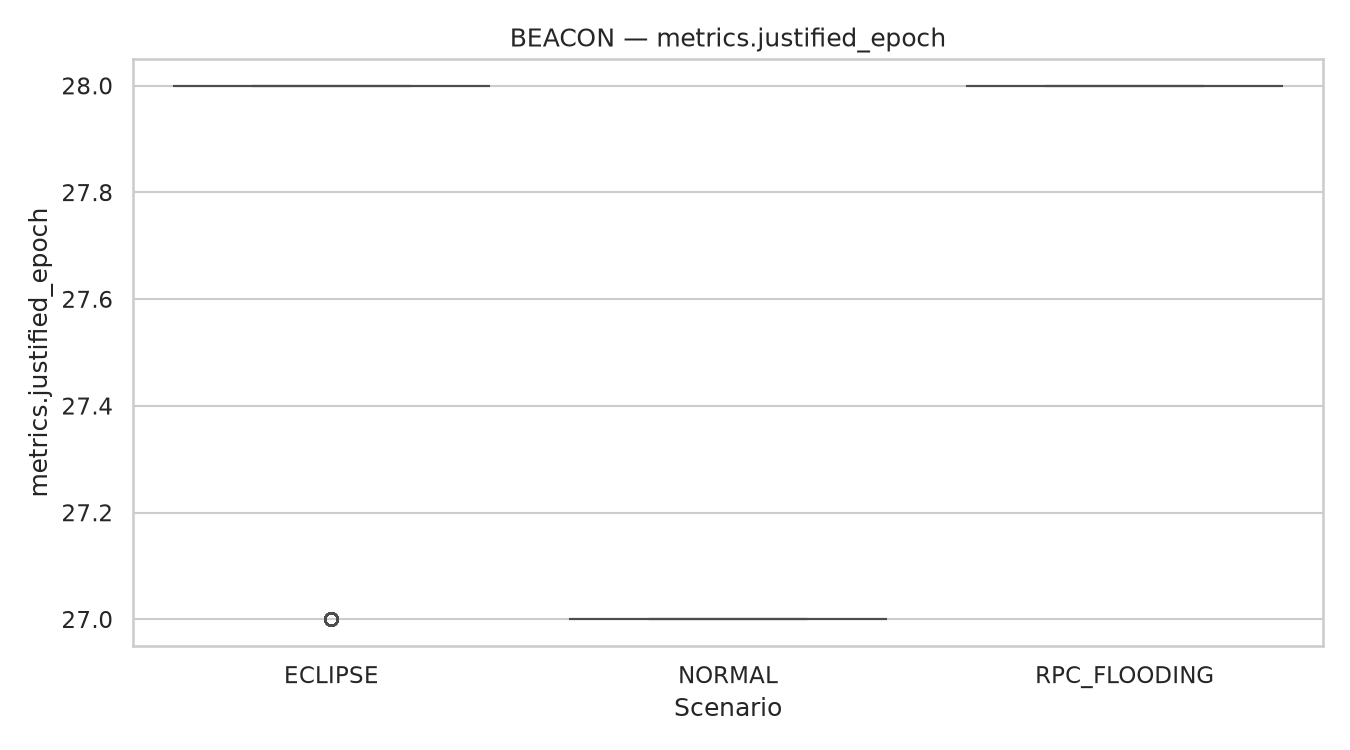 BEACON — metrics.justified_epoch
metrics.justified_epoch
28.0
27.8
27.6
27.4
27.2
27.0
ECLIPSE
NORMAL
RPC_FLOODING
Scenario